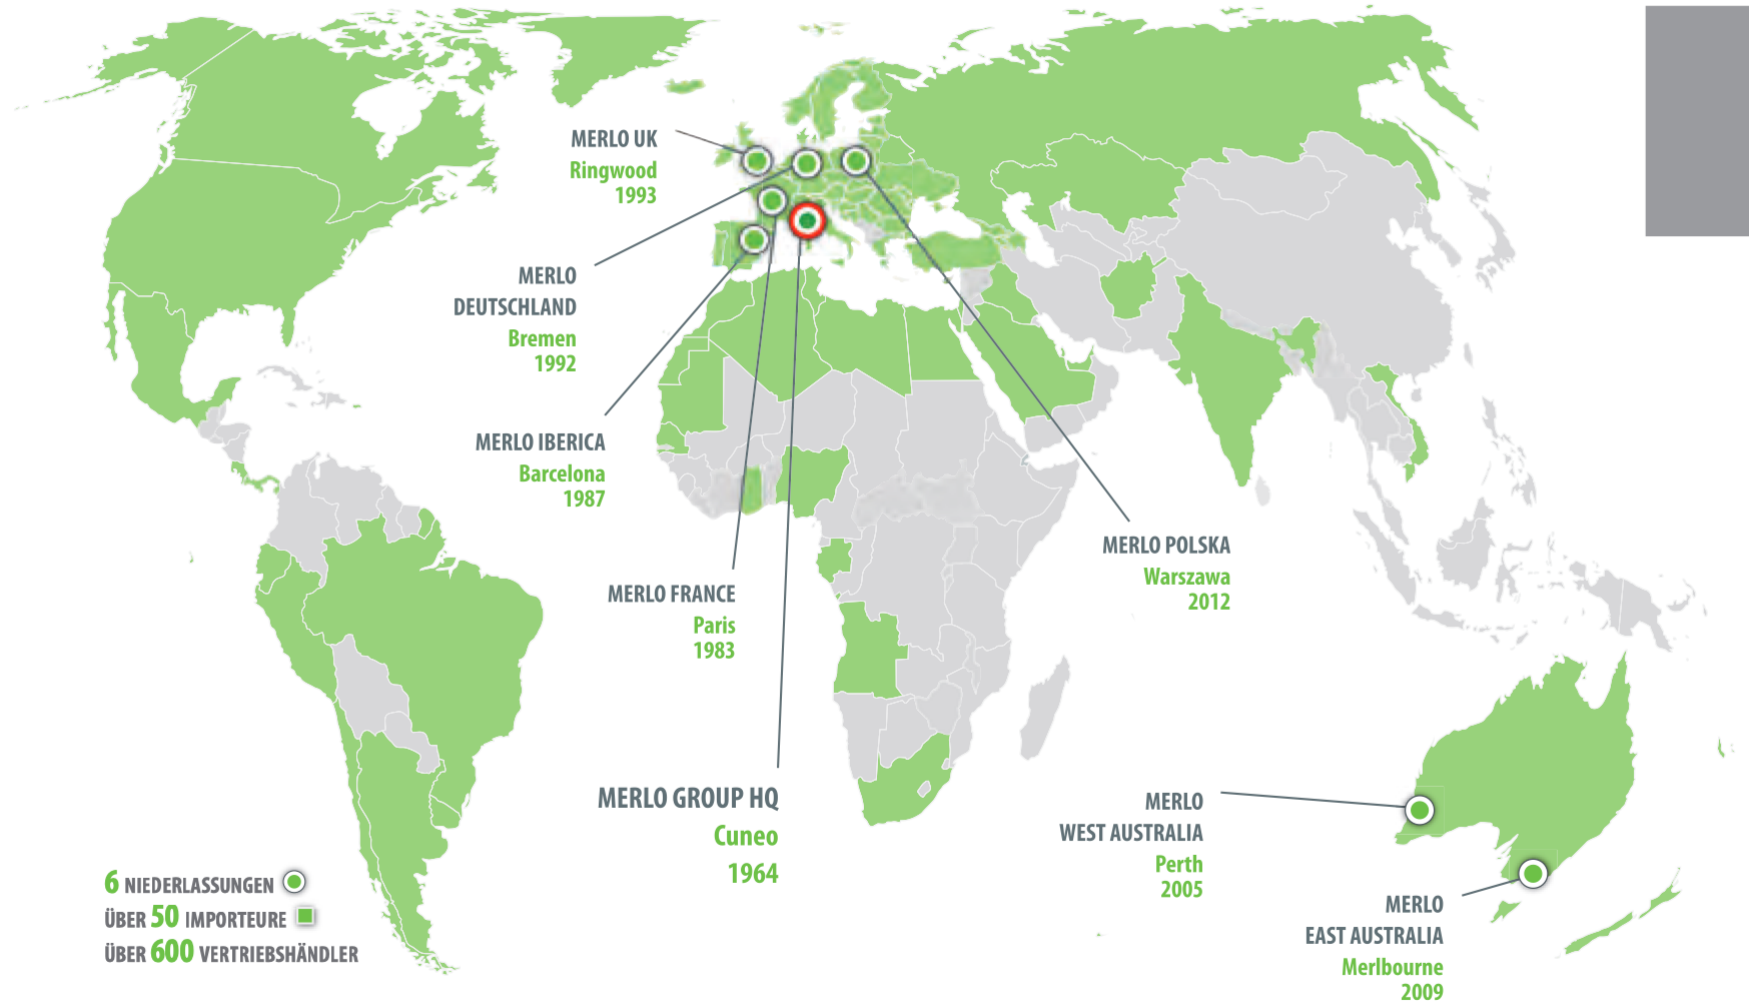 MERLO UK
Ringwood
1993
MERLO
DEUTSCHLAND
Bremen
1992
MERLO IBERICA
Barcelona
1987
MERLO FRANCE
Paris
1983
MERLO GROUP HQ
Cuneo
1964
MERLO POLSKA
Warszawa
2012
MERLO
WEST AUSTRALIA
Perth
2005
MERLO
EAST AUSTRALIA
Merlbourne
2009
6 NIEDERLASSUNGEN
ÜBER 50 IMPORTEURE
ÜBER 600 VERTRIEBSHÄNDLER